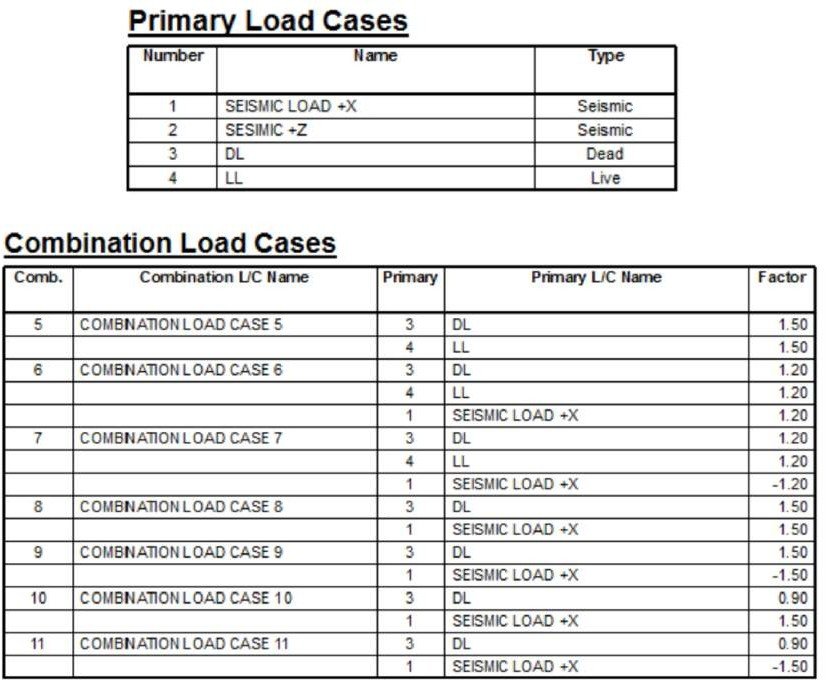 Primary Load Cases
Number Name Type
1 SEISMIC LOAD +X Seismic
2 SESIMIC +Z Seismic
3 DL Dead
4 LL Live
Combination Load Cases
Comb. Combination L/C Name Primary Primary L/C Name Factor
5 COMBINATION LOAD CASE 5 3 DL 1.50
4 LL 1.50
6 COMBINATION LOAD CASE 6 3 DL 1.20
4 LL 1.20
1 SEISMIC LOAD +X 1.20
7 COMBINATION LOAD CASE 7 3 DL 1.20
4 LL 1.20
1 SEISMIC LOAD +X -1.20
8 COMBINATION LOAD CASE 8 3 DL 1.50
1 SEISMIC LOAD +X 1.50
9 COMBINATION LOAD CASE 9 3 DL 1.50
1 SEISMIC LOAD +X -1.50
10 COMBINATION LOAD CASE 10 3 DL 0.90
1 SEISMIC LOAD +X 1.50
11 COMBINATION LOAD CASE 11 3 DL 0.90
1 SEISMIC LOAD +X -1.50